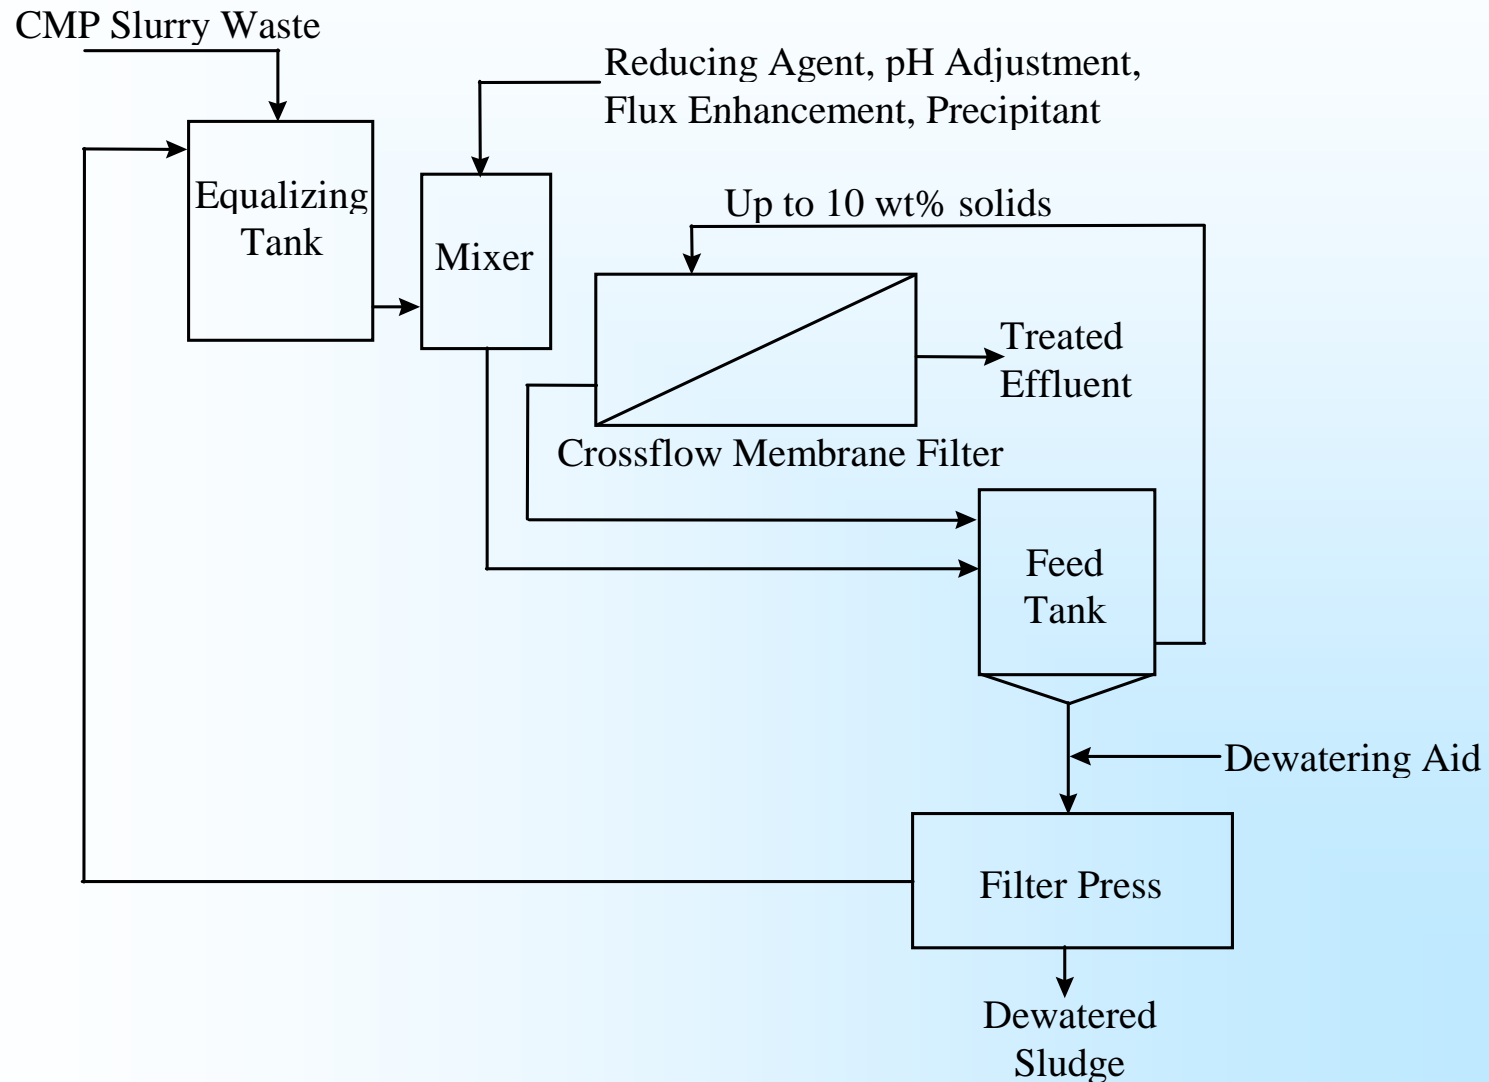 CMP Slurry Waste
Reducing Agent, pH Adjustment,
Flux Enhancement, Precipitant
Equalizing
Tank
Mixer
Up to 10 wt% solids
Treated
Effluent
Crossflow Membrane Filter
Feed
Tank
Dewatering Aid
Filter Press
Dewatered
Sludge